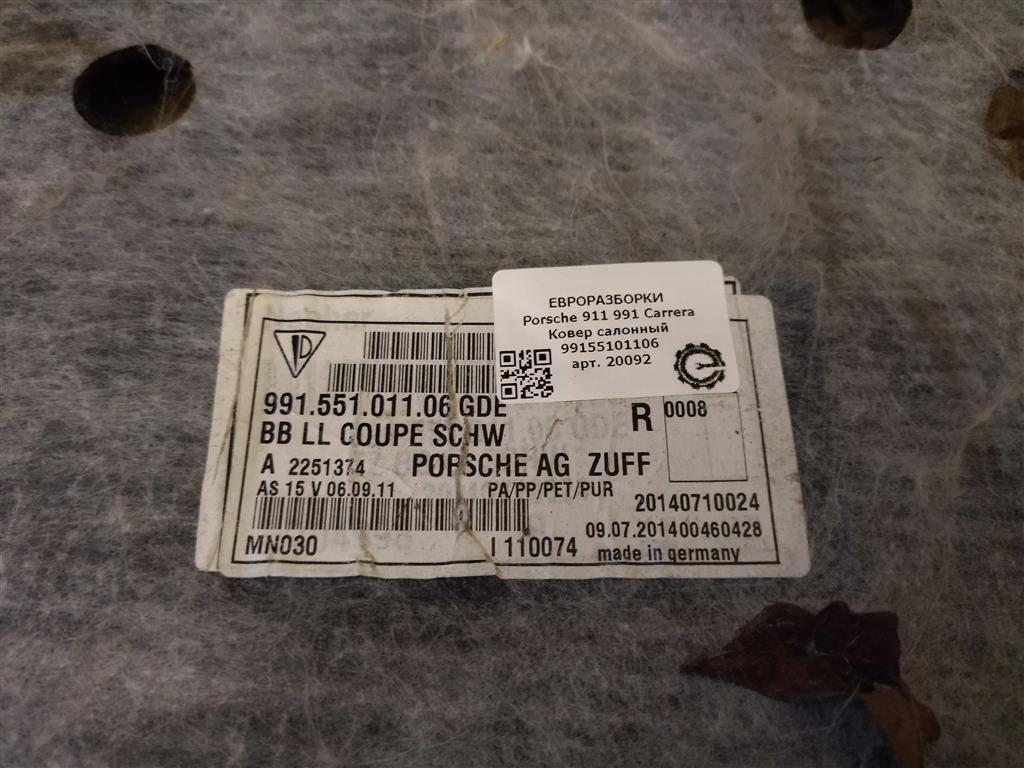 ЕВРОРАЗБОРКИ
Porsche 911 991 Carrera
Ковер салонный
99155101106
арт. 20092
991.551.011.06 GDE
R 0008
BB LL COUPE SCHW
A 2251374 PORSCHE AG ZUFF
AS 15 V 06.09.11 PA/PP/PET/PUR 20140710024
09.07.201400460428
MN030 I 110074 made in germany